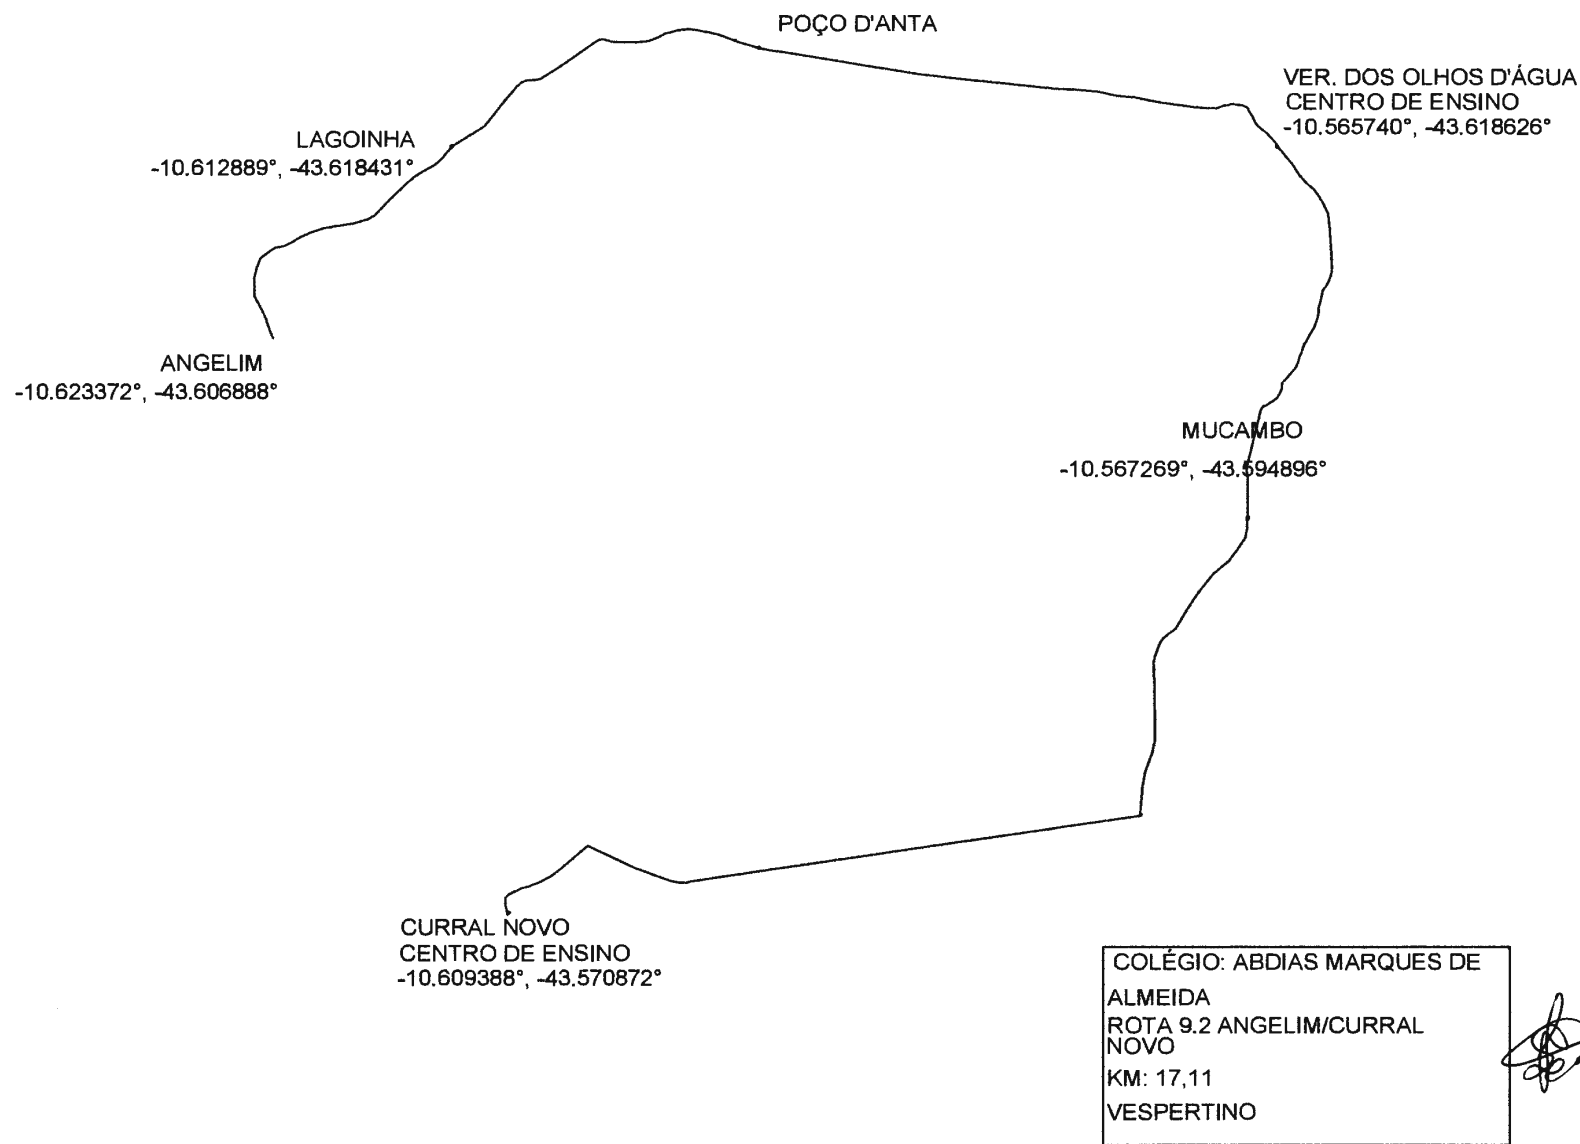 POÇO D'ANTA
VER. DOS OLHOS D'ÁGUA
CENTRO DE ENSINO
-10.565740°, -43.618626°
LAGOINHA
-10.612889°, -43.618431°
ANGELIM
-10.623372°, -43.606888°
MUCAMBO
-10.567269°, -43.594896°
CURRAL NOVO
CENTRO DE ENSINO
-10.609388°, -43.570872°
COLÉGIO: ABDIAS MARQUES DE
ALMEIDA
ROTA 9.2 ANGELIM/CURRAL
NOVO
KM: 17,11
VESPERTINO